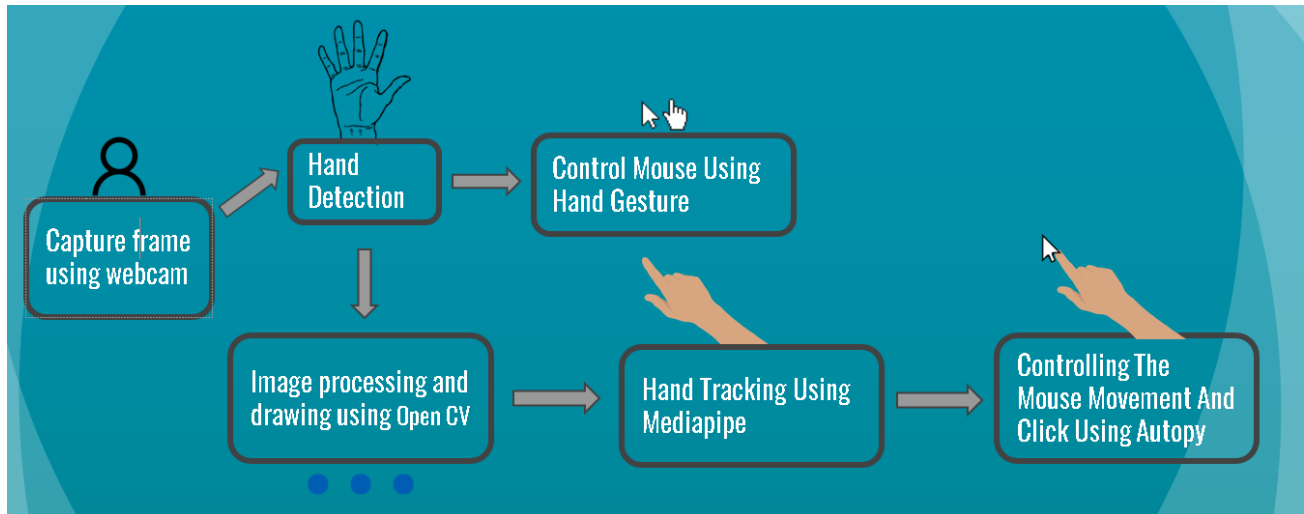 Hand
Detection
Control Mouse Using
Hand Gesture
Capture frame
using webcam
Image processing and
drawing using Open CV
Hand Tracking Using
Mediapipe
Controlling The
Mouse Movement And
Click Using Autopy